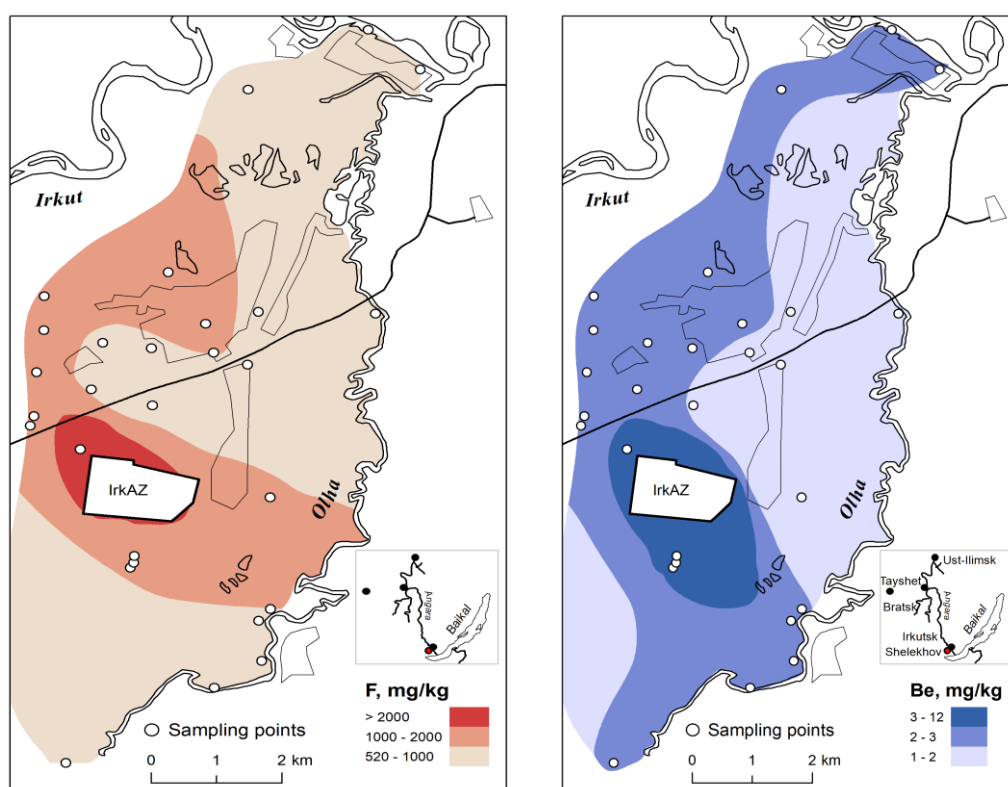 Irkut
IrkAZ
Olha
Baikal
F, mg/kg
> 2000
1000 - 2000
520 - 1000
Sampling points
0 1 2 km
Irkut
IrkAZ
Olha
Ust-Ilimsk
Tayshet
Bratsk
Angara
Baikal
Irkutsk
Shelekhov
Be, mg/kg
3 - 12
2 - 3
1 - 2
Sampling points
0 1 2 km